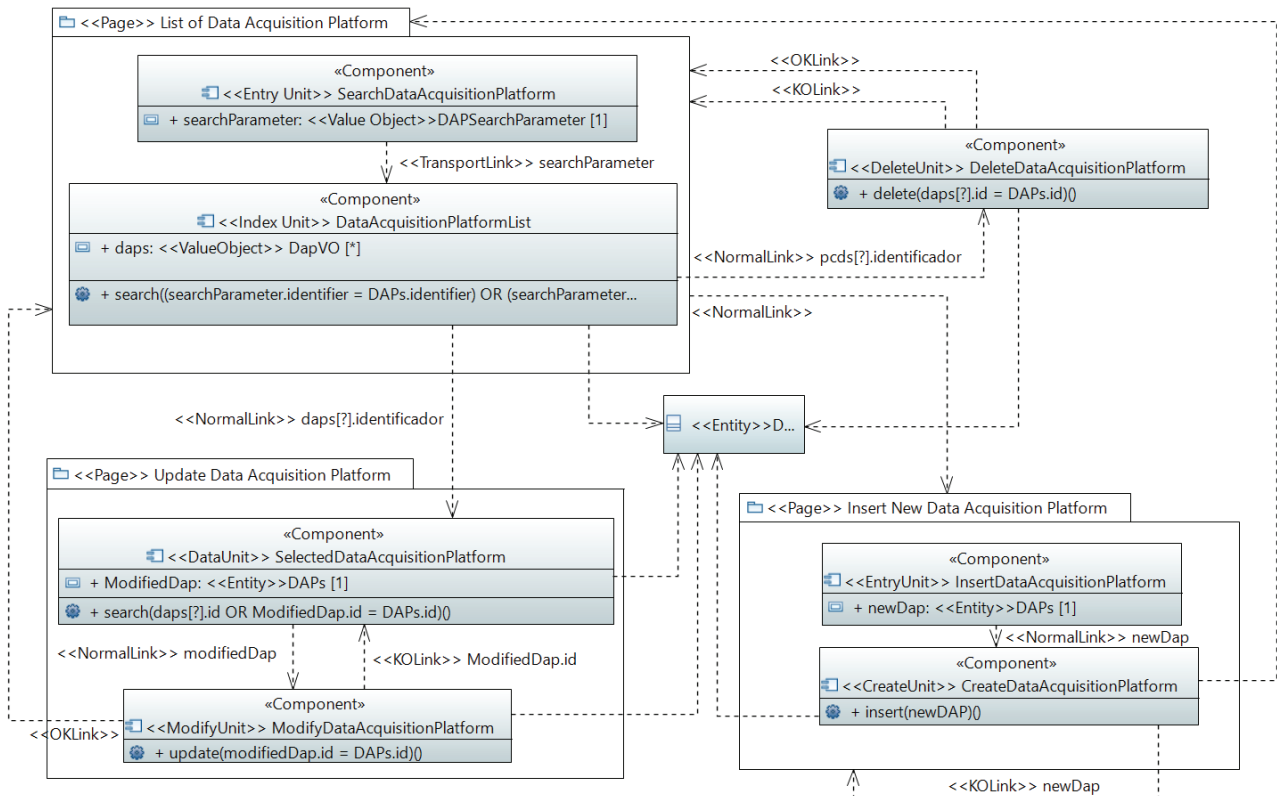 <<Page>> List of Data Acquisition Platform
«Component»
<<Entry Unit>> SearchDataAcquisitionPlatform
+ searchParameter: <<Value Object>>DAPSearchParameter [1]
<<TransportLink>> searchParameter
«Component»
<<Index Unit>> DataAcquisitionPlatformList
+ daps: <<ValueObject>> DapVO [*]
+ search((searchParameter.identifier = DAPs.identifier) OR (searchParameter...
<<OKLink>>
<<KOLink>>
«Component»
<<DeleteUnit>> DeleteDataAcquisitionPlatform
+ delete(daps[?].id = DAPs.id)()
<<NormalLink>> pcds[?].identificador
<<NormalLink>>
<<NormalLink>> daps[?].identificador
<<Entity>>D...
<<Page>> Update Data Acquisition Platform
«Component»
<<DataUnit>> SelectedDataAcquisitionPlatform
+ ModifiedDap: <<Entity>>DAPs [1]
+ search(daps[?].id OR ModifiedDap.id = DAPs.id)()
<<NormalLink>> modifiedDap
<<KOLink>> ModifiedDap.id
«Component»
<<ModifyUnit>> ModifyDataAcquisitionPlatform
+ update(modifiedDap.id = DAPs.id)()
<<OKLink>>
<<Page>> Insert New Data Acquisition Platform
«Component»
<<EntryUnit>> InsertDataAcquisitionPlatform
+ newDap: <<Entity>>DAPs [1]
<<NormalLink>> newDap
«Component»
<<CreateUnit>> CreateDataAcquisitionPlatform
+ insert(newDAP)()
<<KOLink>> newDap